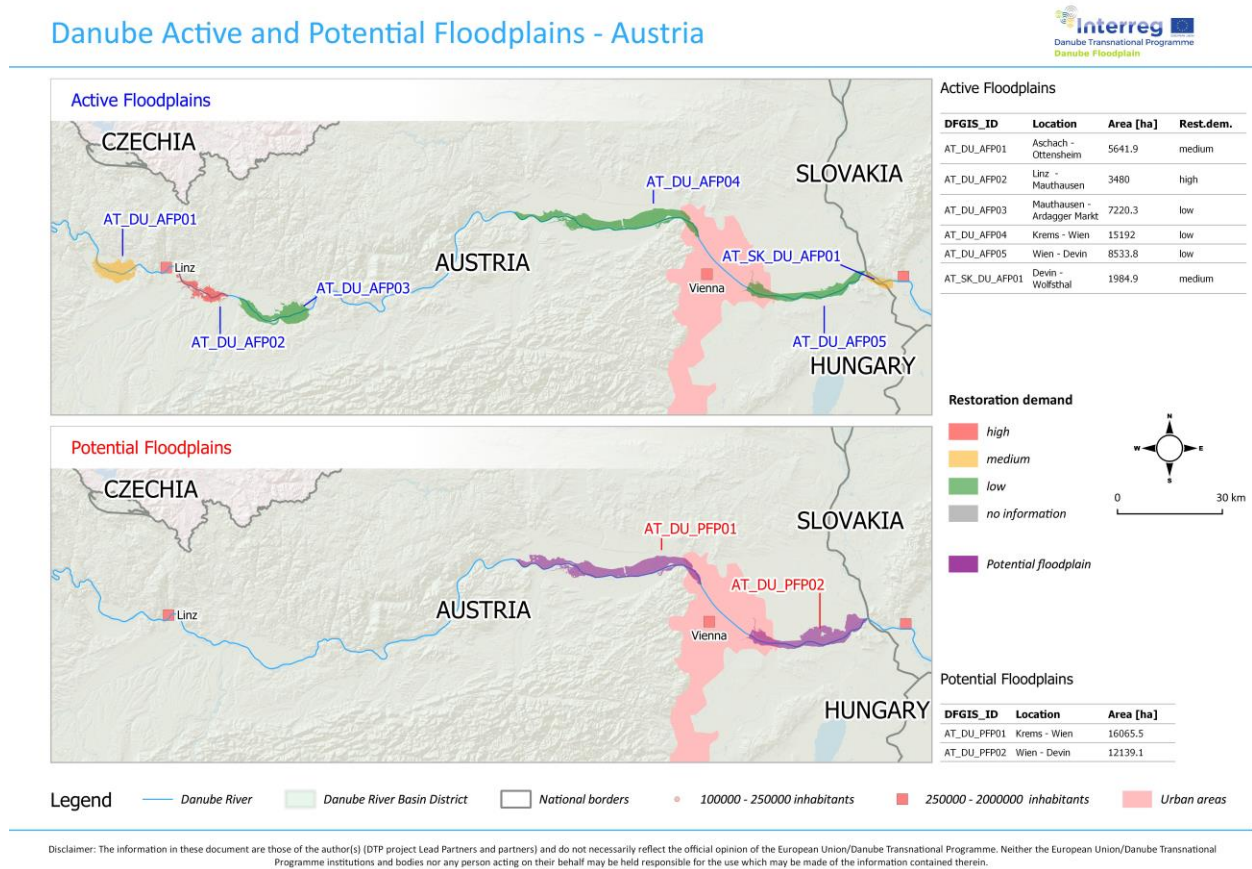 Danube Active and Potential Floodplains - Austria
Interreg
Danube Transnational Programme
Danube Floodplain
Active Floodplains
CZECHIA
SLOVAKIA
AT_DU_AFP04
AT_DU_AFP01
AUSTRIA
AT_SK_DU_AFP01
Linz
AT_DU_AFP03
Vienna
AT_DU_AFP02
AT_DU_AFP05
HUNGARY
Active Floodplains
DFGIS_ID Location Area [ha] Rest.dem.
AT_DU_AFP01 Aschach - Ottensheim 5641.9 medium
AT_DU_AFP02 Linz - Mauthausen 3480 high
AT_DU_AFP03 Mauthausen - Ardagger Markt 7220.3 low
AT_DU_AFP04 Krems - Wien 15192 low
AT_DU_AFP05 Wien - Devin 8533.8 low
AT_SK_DU_AFP01 Devin - Wolfsthal 1984.9 medium
Restoration demand
high
medium
low
no information
Potential floodplain
N
W E
S
0 30 km
Potential Floodplains
CZECHIA
SLOVAKIA
AT_DU_PFP01
AT_DU_PFP02
AUSTRIA
Linz
Vienna
HUNGARY
Potential Floodplains
DFGIS_ID Location Area [ha]
AT_DU_PFP01 Krems - Wien 16065.5
AT_DU_PFP02 Wien - Devin 12139.1
Legend
Danube River
Danube River Basin District
National borders
100000 - 250000 inhabitants
250000 - 2000000 inhabitants
Urban areas
Disclaimer: The information in these document are those of the author(s) (DTP project Lead Partners and partners) and do not necessarily reflect the official opinion of the European Union/Danube Transnational Programme. Neither the European Union/Danube Transnational
Programme institutions and bodies nor any person acting on their behalf may be held responsible for the use which may be made of the information contained therein.